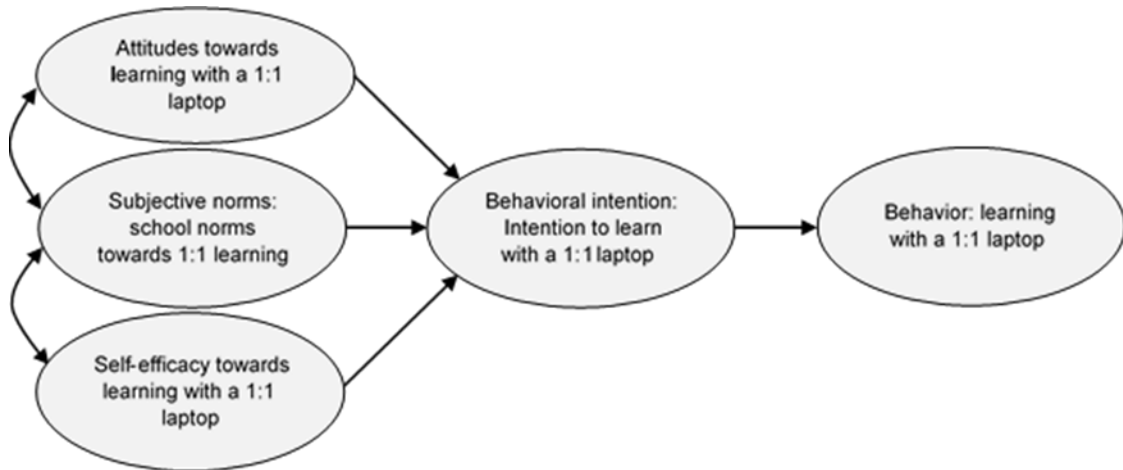 Attitudes towards
learning with a 1:1
laptop
Subjective norms:
school norms
towards 1:1 learning
Self-efficacy towards
learning with a 1:1
laptop
Behavioral intention:
Intention to learn
with a 1:1 laptop
Behavior: learning
with a 1:1 laptop